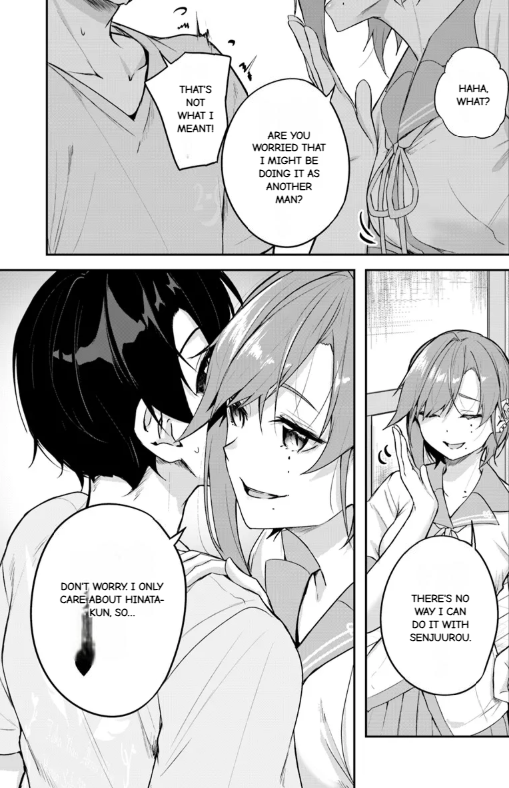 HAHA,
WHAT?
ARE YOU
WORRIED THAT
I MIGHT BE
DOING IT AS
ANOTHER
MAN?
THAT'S
NOT
WHAT I
MEANT!
THERE'S NO
WAY I CAN
DO IT WITH
SENJUUROU.
DON'T WORRY. I ONLY
CARE ABOUT HINATA-
KUN, SO...